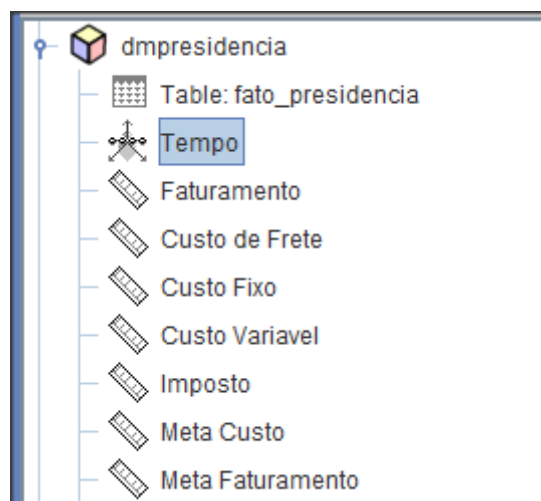 dmpresidencia
Table: fato_presidencia
Tempo
Faturamento
Custo de Frete
Custo Fixo
Custo Variavel
Imposto
Meta Custo
Meta Faturamento